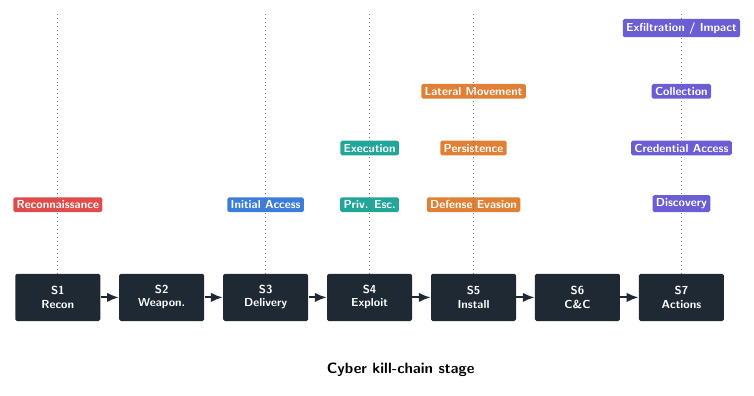 Exfiltration / Impact
Lateral Movement
Collection
Execution
Persistence
Credential Access
Reconnaissance
Initial Access
Priv. Esc.
Defense Evasion
Discovery
S1
Recon
S2
Weapon.
S3
Delivery
S4
Exploit
S5
Install
S6
C&C
S7
Actions
Cyber kill-chain stage